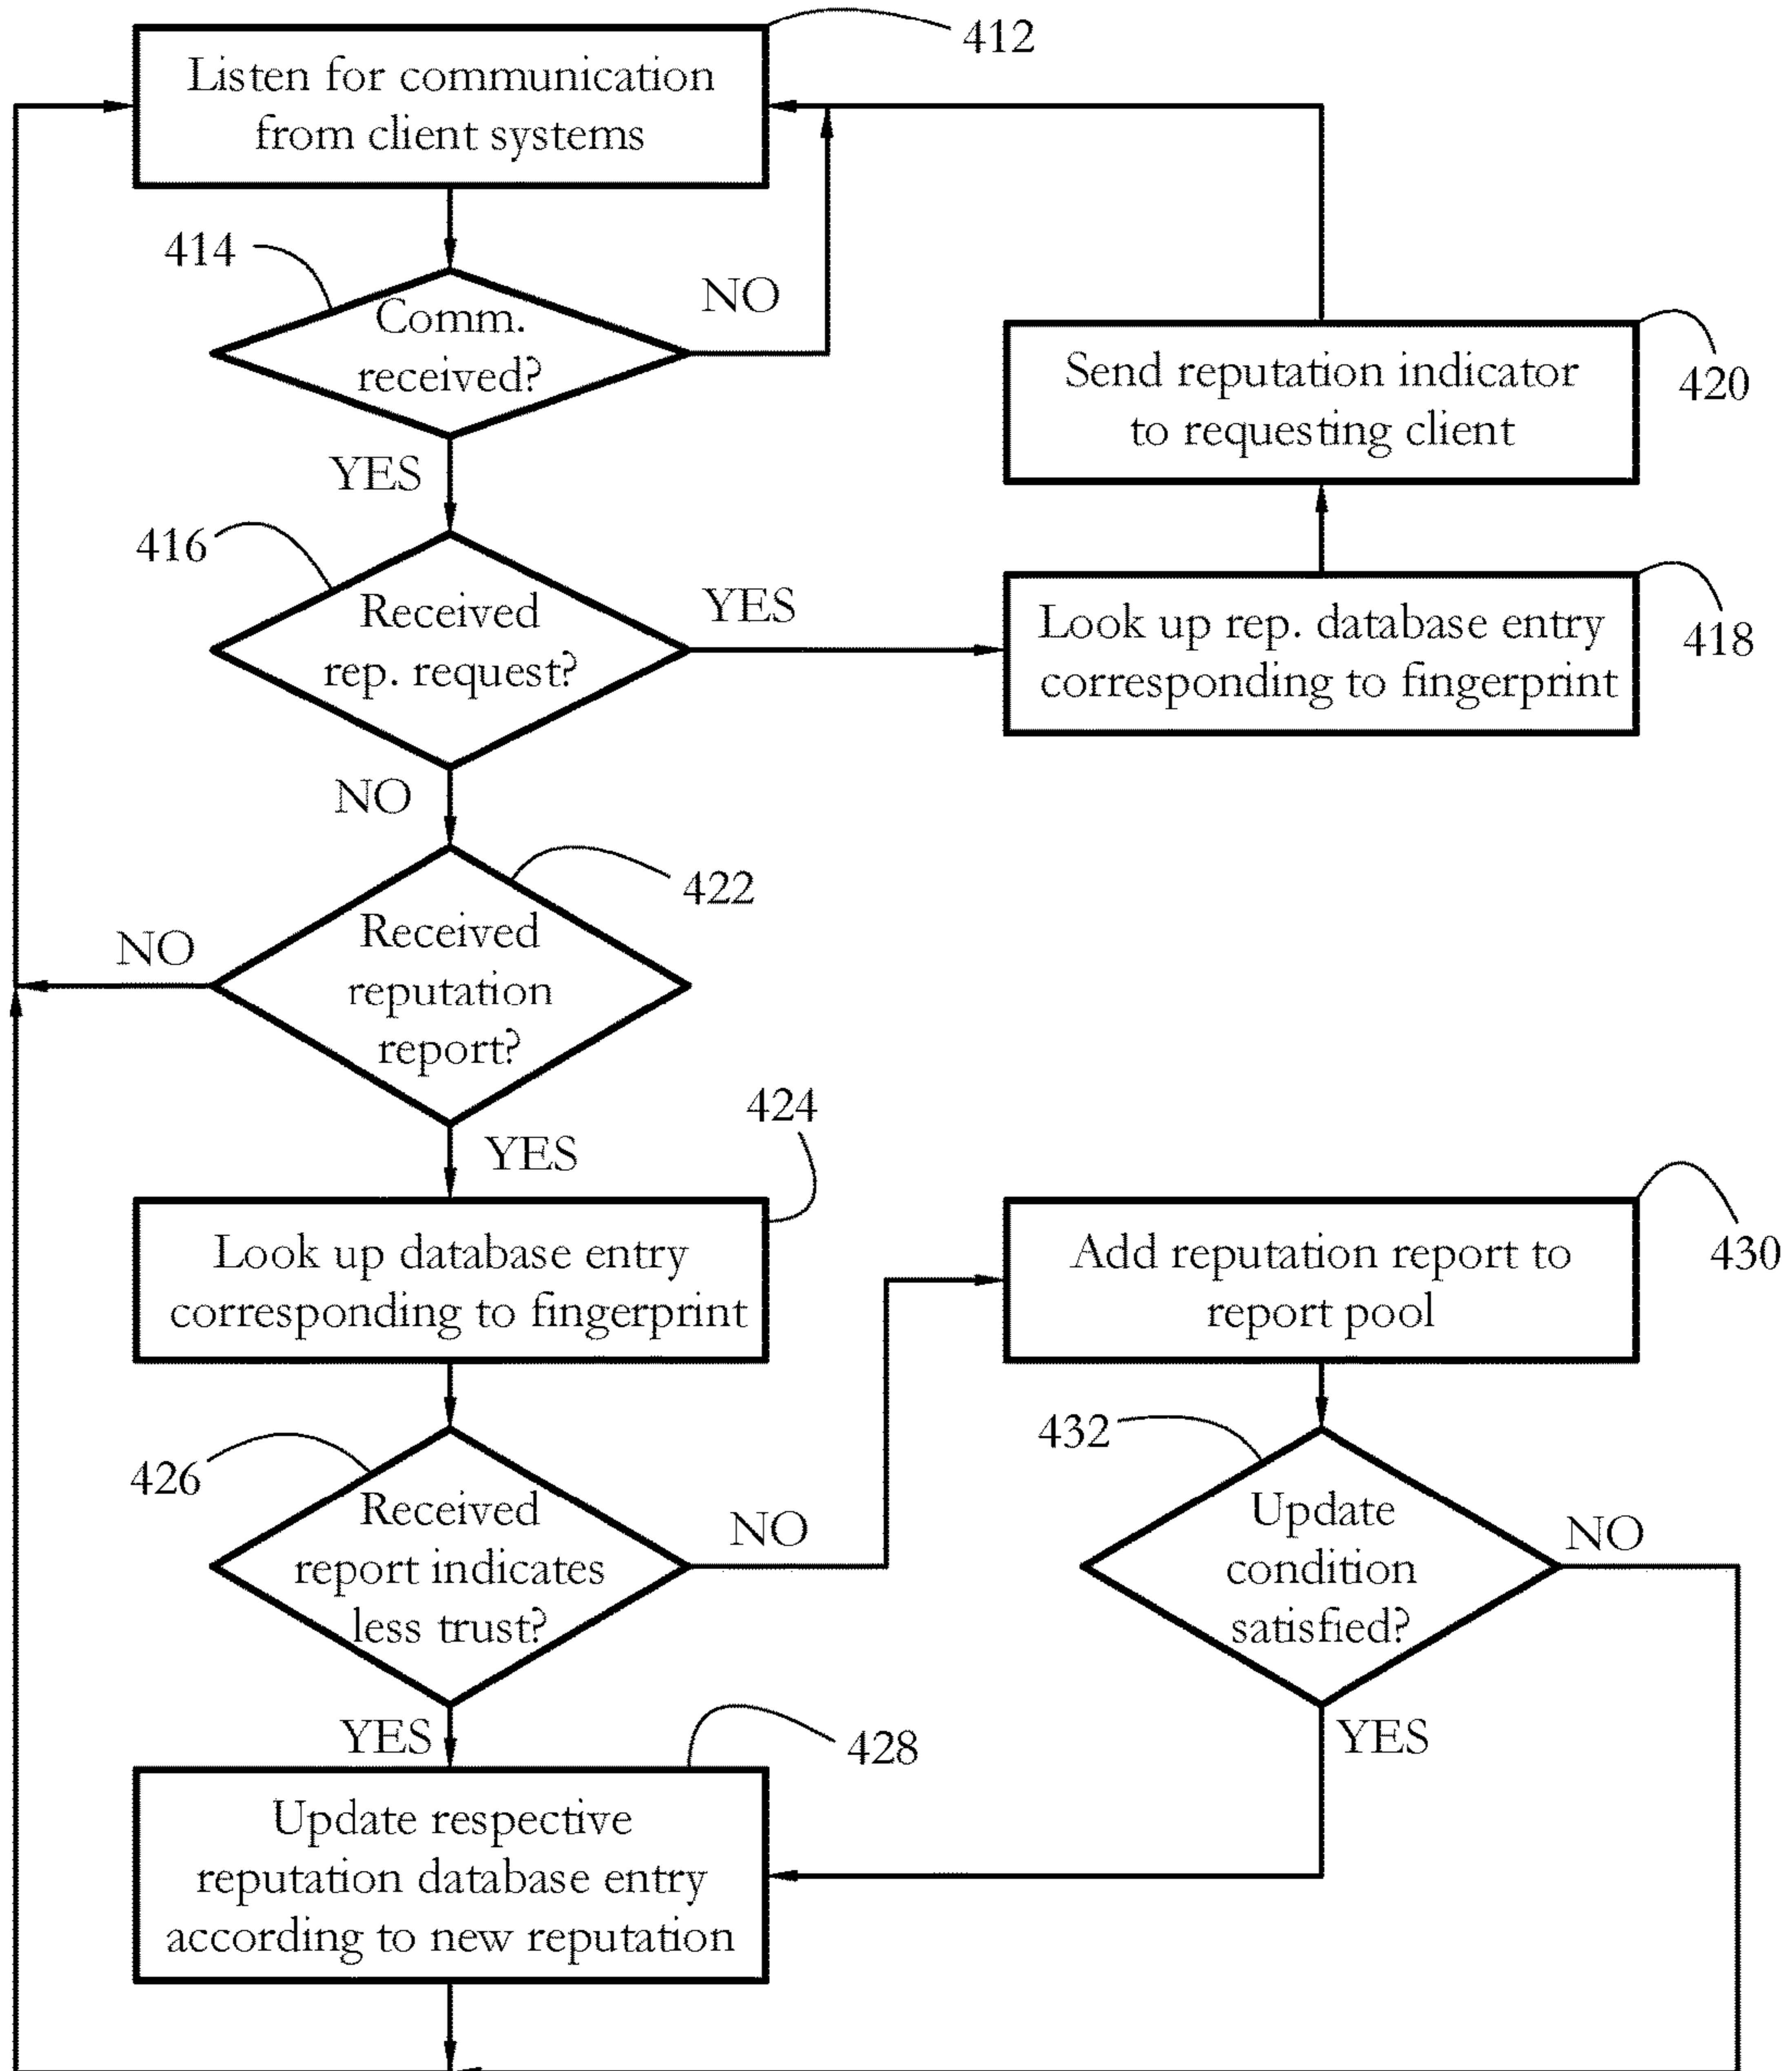 412
Listen for communication
from client systems
414
Comm.
received?
NO
YES
420
Send reputation indicator
to requesting client
416
Received
rep. request?
YES
418
Look up rep. database entry
corresponding to fingerprint
NO
422
Received
reputation
report?
NO
YES
424
Look up database entry
corresponding to fingerprint
430
Add reputation report to
report pool
426
Received
report indicates
less trust?
NO
432
Update
condition
satisfied?
NO
YES
YES
428
Update respective
reputation database entry
according to new reputation